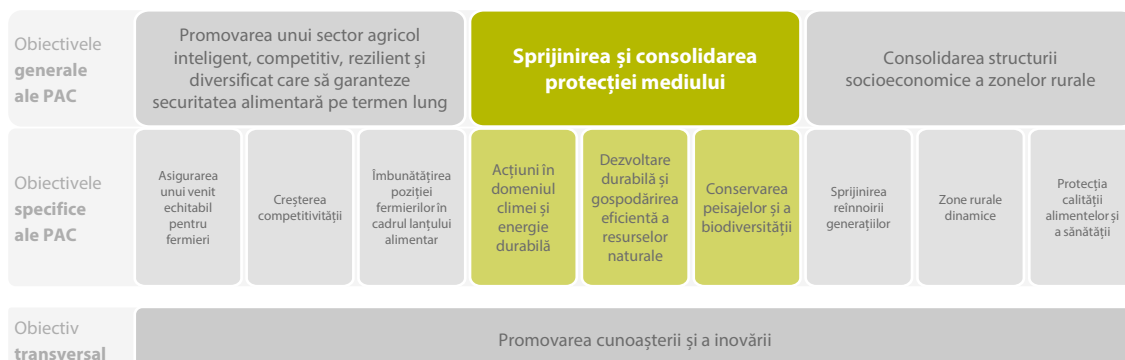 Obiectivele
generale
ale PAC
Promovarea unui sector agricol
inteligent, competitiv, rezilient și
diversificat care să garanteze
securitatea alimentară pe termen lung
Sprijinirea și consolidarea
protecției mediului
Consolidarea structurii
socioeconomice a zonelor rurale
Obiectivele
specifice
ale PAC
Asigurarea
unui venit
echitabil
pentru
fermieri
Creșterea
competitivității
Îmbunătățirea
poziției
fermierilor în
cadrul lanțului
alimentar
Acțiuni în
domeniul
climei și
energie
durabilă
Dezvoltare
durabilă și
gospodărirea
eficientă a
resurselor
naturale
Conservarea
peisajelor și a
biodiversității
Sprijinirea
reînnoirii
generațiilor
Zone rurale
dinamice
Protecția
calității
alimentelor și
a sănătății
Obiectiv
transversal
Promovarea cunoașterii și a inovării